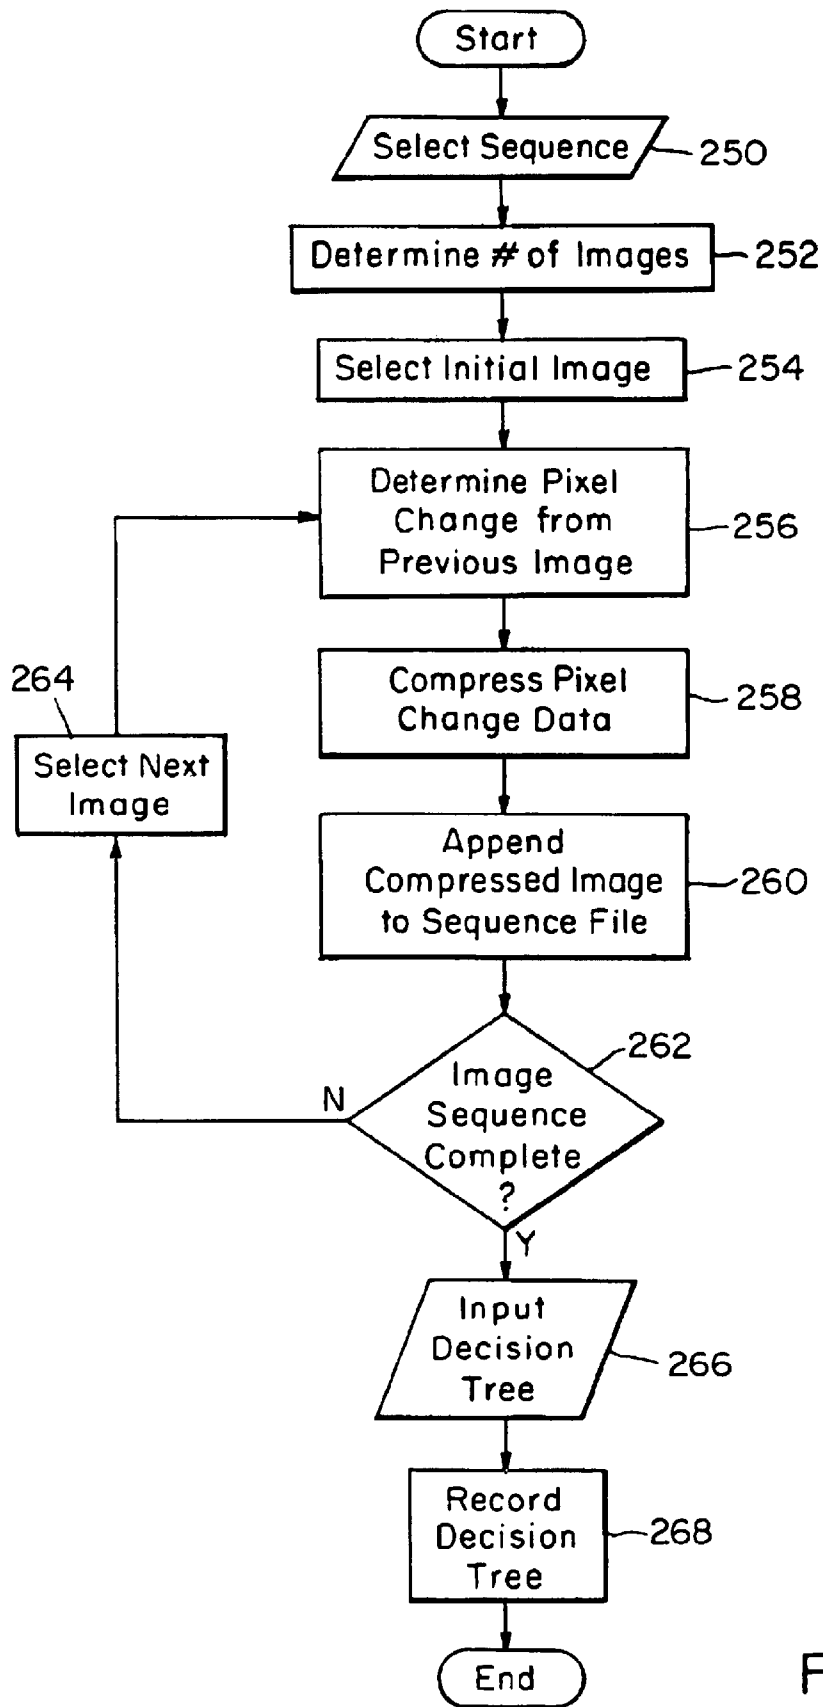 Start
Select Sequence
250
Determine # of Images
252
Select Initial Image
254
Determine Pixel
Change from
Previous Image
256
Compress Pixel
Change Data
258
264
Select Next
Image
Append
Compressed Image
to Sequence File
260
262
Image
Sequence
Complete
?
N
Y
Input
Decision
Tree
266
Record
Decision
Tree
268
End
F